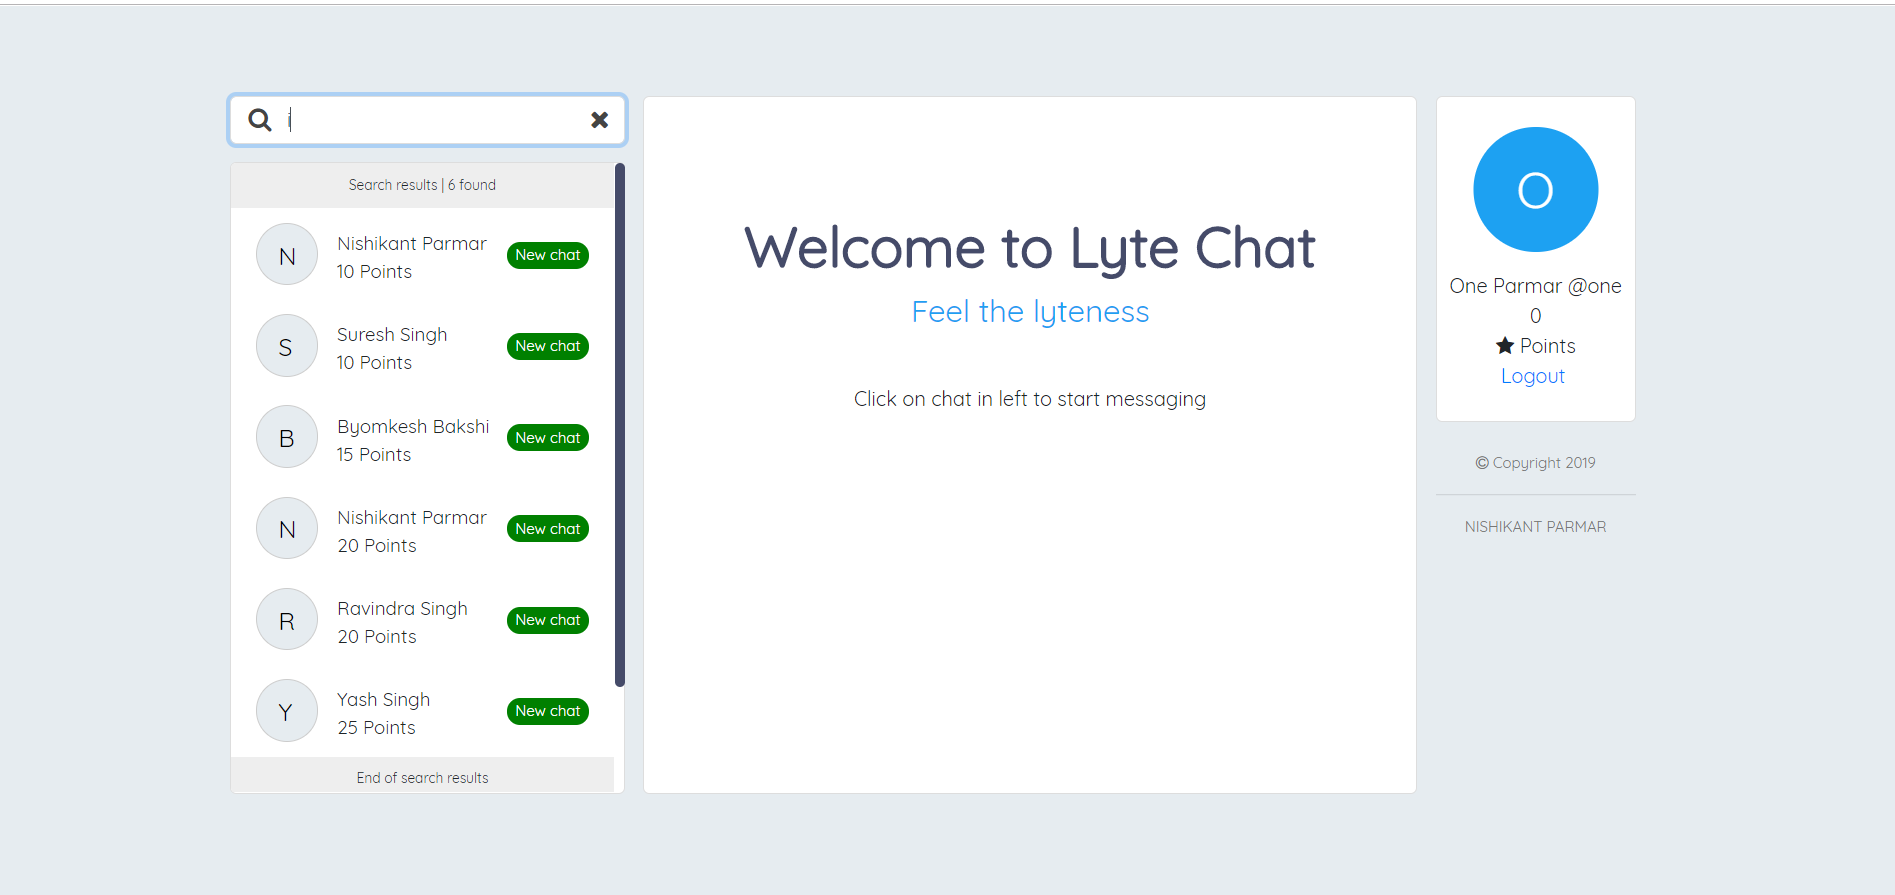 i
Search results | 6 found
N
Nishikant Parmar
10 Points
New chat
S
Suresh Singh
10 Points
New chat
B
Byomkesh Bakshi
15 Points
New chat
N
Nishikant Parmar
20 Points
New chat
R
Ravindra Singh
20 Points
New chat
Y
Yash Singh
25 Points
New chat
End of search results
Welcome to Lyte Chat
Feel the lyteness
Click on chat in left to start messaging
O
One Parmar @one
0
★ Points
Logout
© Copyright 2019
NISHIKANT PARMAR